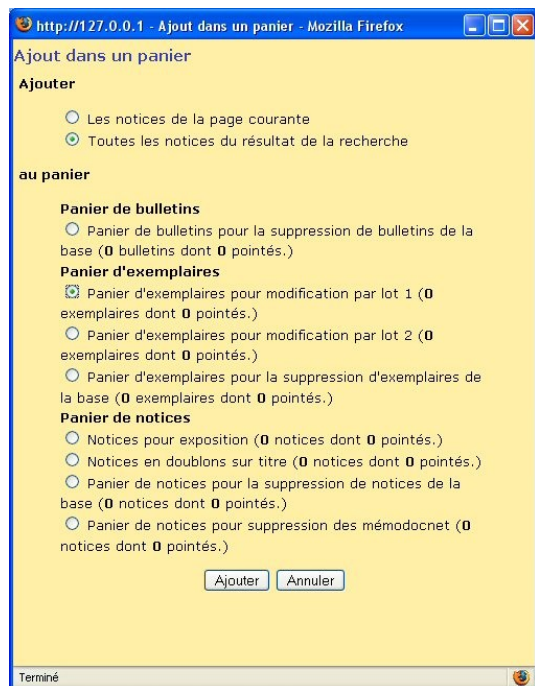 http://127.0.0.1 - Ajout dans un panier - Mozilla Firefox
Ajout dans un panier
Ajouter
Les notices de la page courante
Toutes les notices du résultat de la recherche
au panier
Panier de bulletins
Panier de bulletins pour la suppression de bulletins de la
base (0 bulletins dont 0 pointés.)
Panier d'exemplaires
Panier d'exemplaires pour modification par lot 1 (0
exemplaires dont 0 pointés.)
Panier d'exemplaires pour modification par lot 2 (0
exemplaires dont 0 pointés.)
Panier d'exemplaires pour la suppression d'exemplaires de
la base (0 exemplaires dont 0 pointés.)
Panier de notices
Notices pour exposition (0 notices dont 0 pointés.)
Notices en doublons sur titre (0 notices dont 0 pointés.)
Panier de notices pour la suppression de notices de la
base (0 notices dont 0 pointés.)
Panier de notices pour suppression des mémodocnet (0
notices dont 0 pointés.)
Ajouter Annuler
Terminé